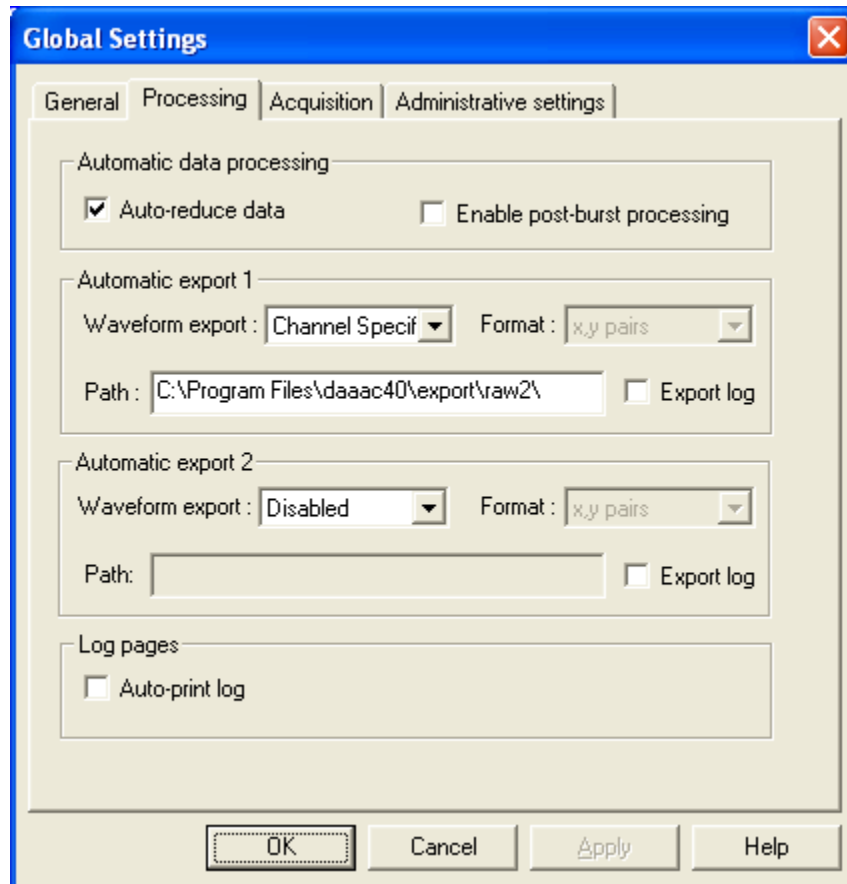 Global Settings
General Processing Acquisition Administrative settings
Automatic data processing
Auto-reduce data Enable post-burst processing
Automatic export 1
Waveform export : Channel Specif Format : x,y pairs
Path : C:\Program Files\daaac40\export\raw2\ Export log
Automatic export 2
Waveform export : Disabled Format : x,y pairs
Path: Export log
Log pages
Auto-print log
OK Cancel Apply Help